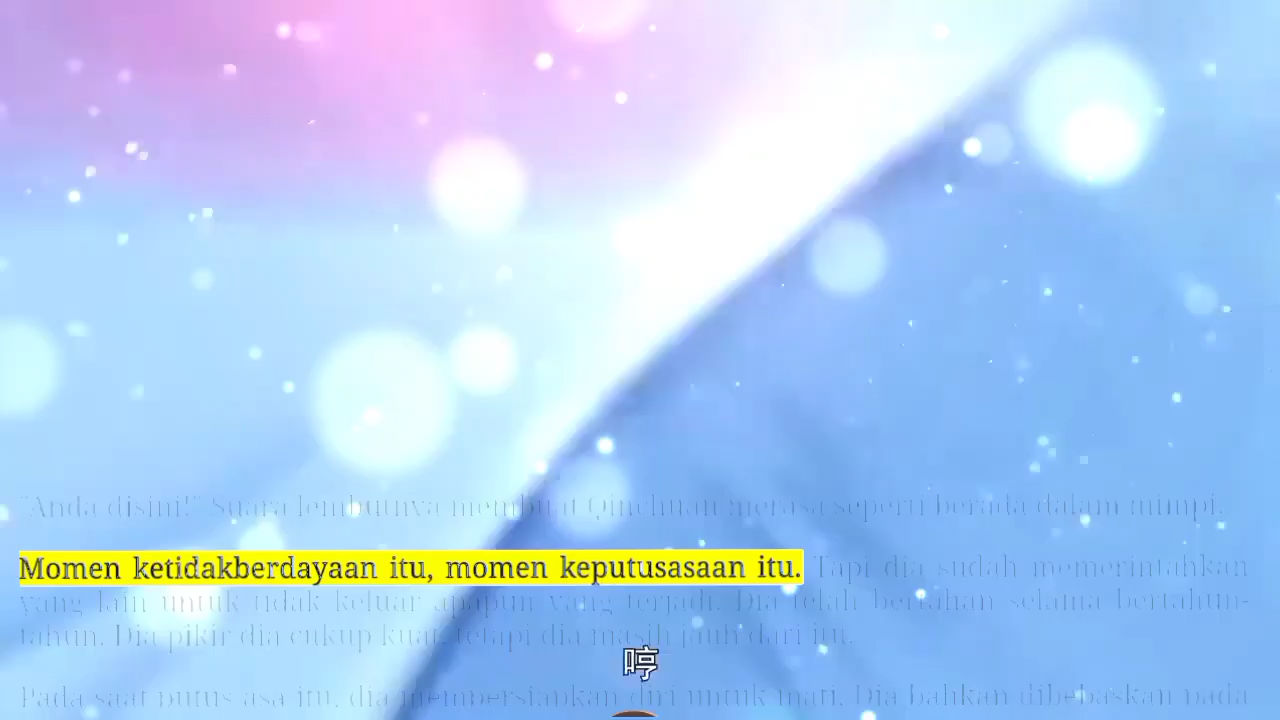 "Anda disini!" Suara lembutnya membuat Qinchuan merasa seperti berada dalam mimpi.
Momen ketidakberdayaan itu, momen keputusasaan itu. Tapi dia sudah memerintahkan
yang lain untuk tidak keluar apapun yang terjadi. Dia telah bertahan selama bertahun-
tahun. Dia pikir dia cukup kuat, tetapi dia masih jauh dari itu.
哼
Pada saat putus asa itu, dia mempersiapkan diri untuk mati. Dia bahkan dibebaskan pada